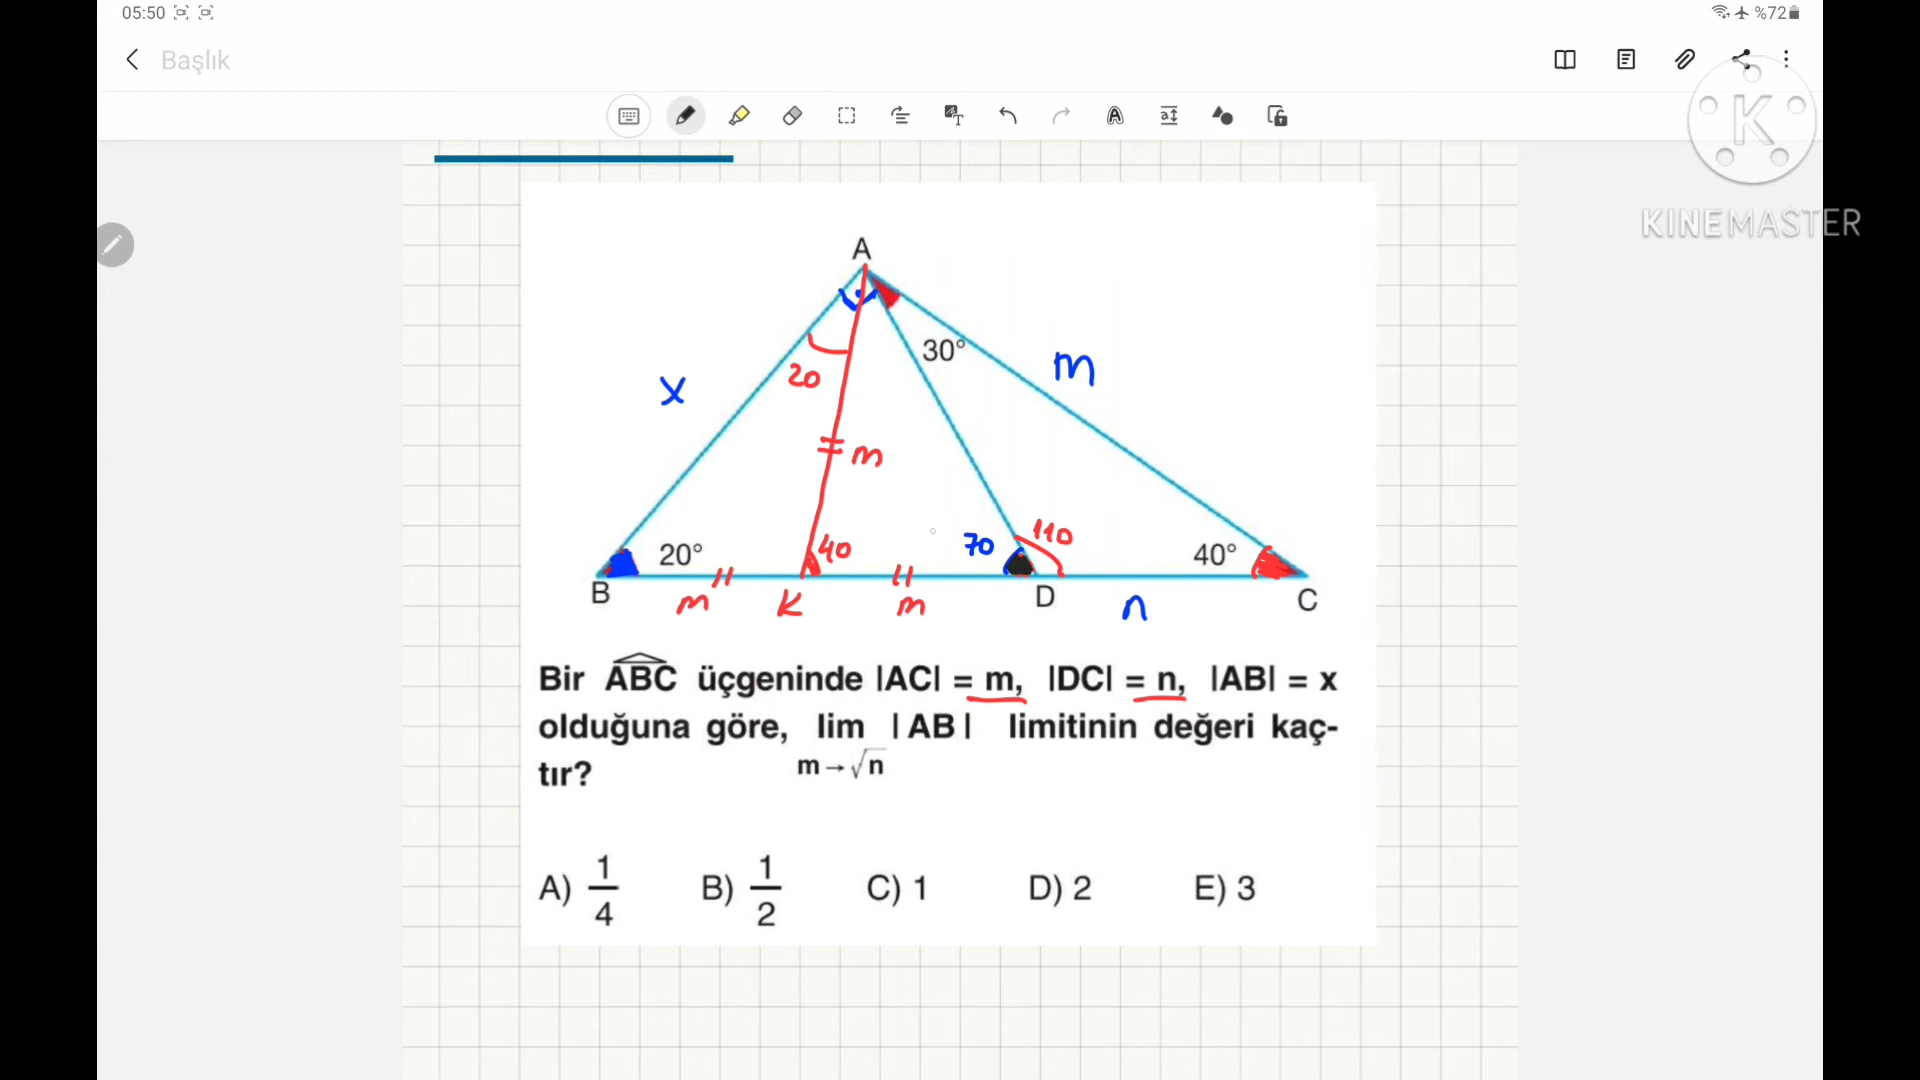 05:50
%72
Başlık
K
KINEMASTER
A
x
20
30°
m
m
20°
40
70
110
40°
B
m
K
m
D
n
C
Bir ABC üçgeninde |AC| = m, |DC| = n, |AB| = x
olduğuna göre, lim |AB| limitinin değeri kaç-
m→√n
tır?
A) 1/4 B) 1/2 C) 1 D) 2 E) 3